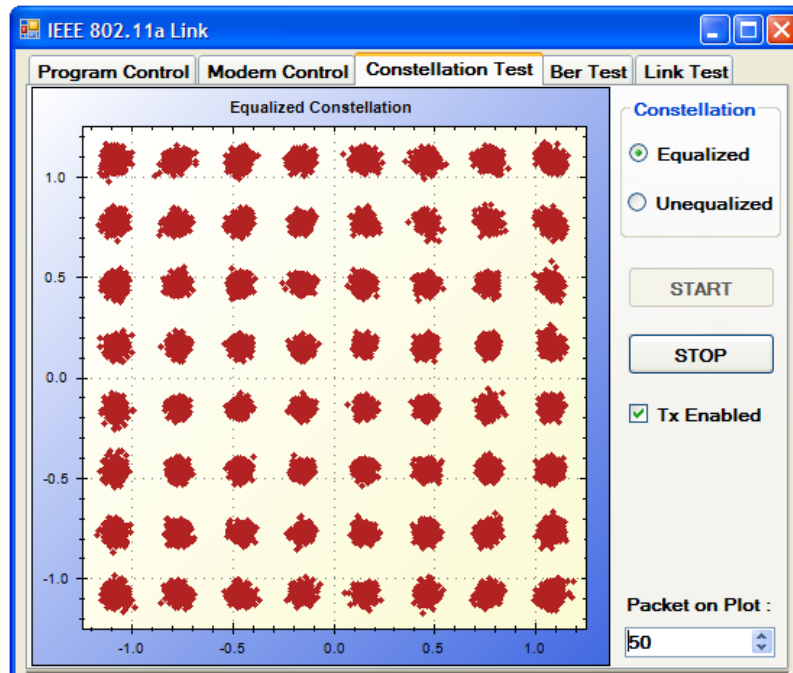 IEEE 802.11a Link
Program Control
Modem Control
Constellation Test
Ber Test
Link Test
Equalized Constellation
1.0
0.5
0.0
-0.5
-1.0
-1.0
-0.5
0.0
0.5
1.0
Constellation
Equalized
Unequalized
START
STOP
Tx Enabled
Packet on Plot :
50